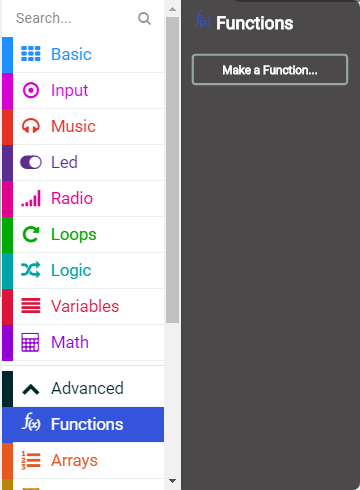 Search...
Basic
Input
Music
Led
Radio
Loops
Logic
Variables
Math
Advanced
f(x) Functions
Arrays
f(x) Functions
Make a Function...